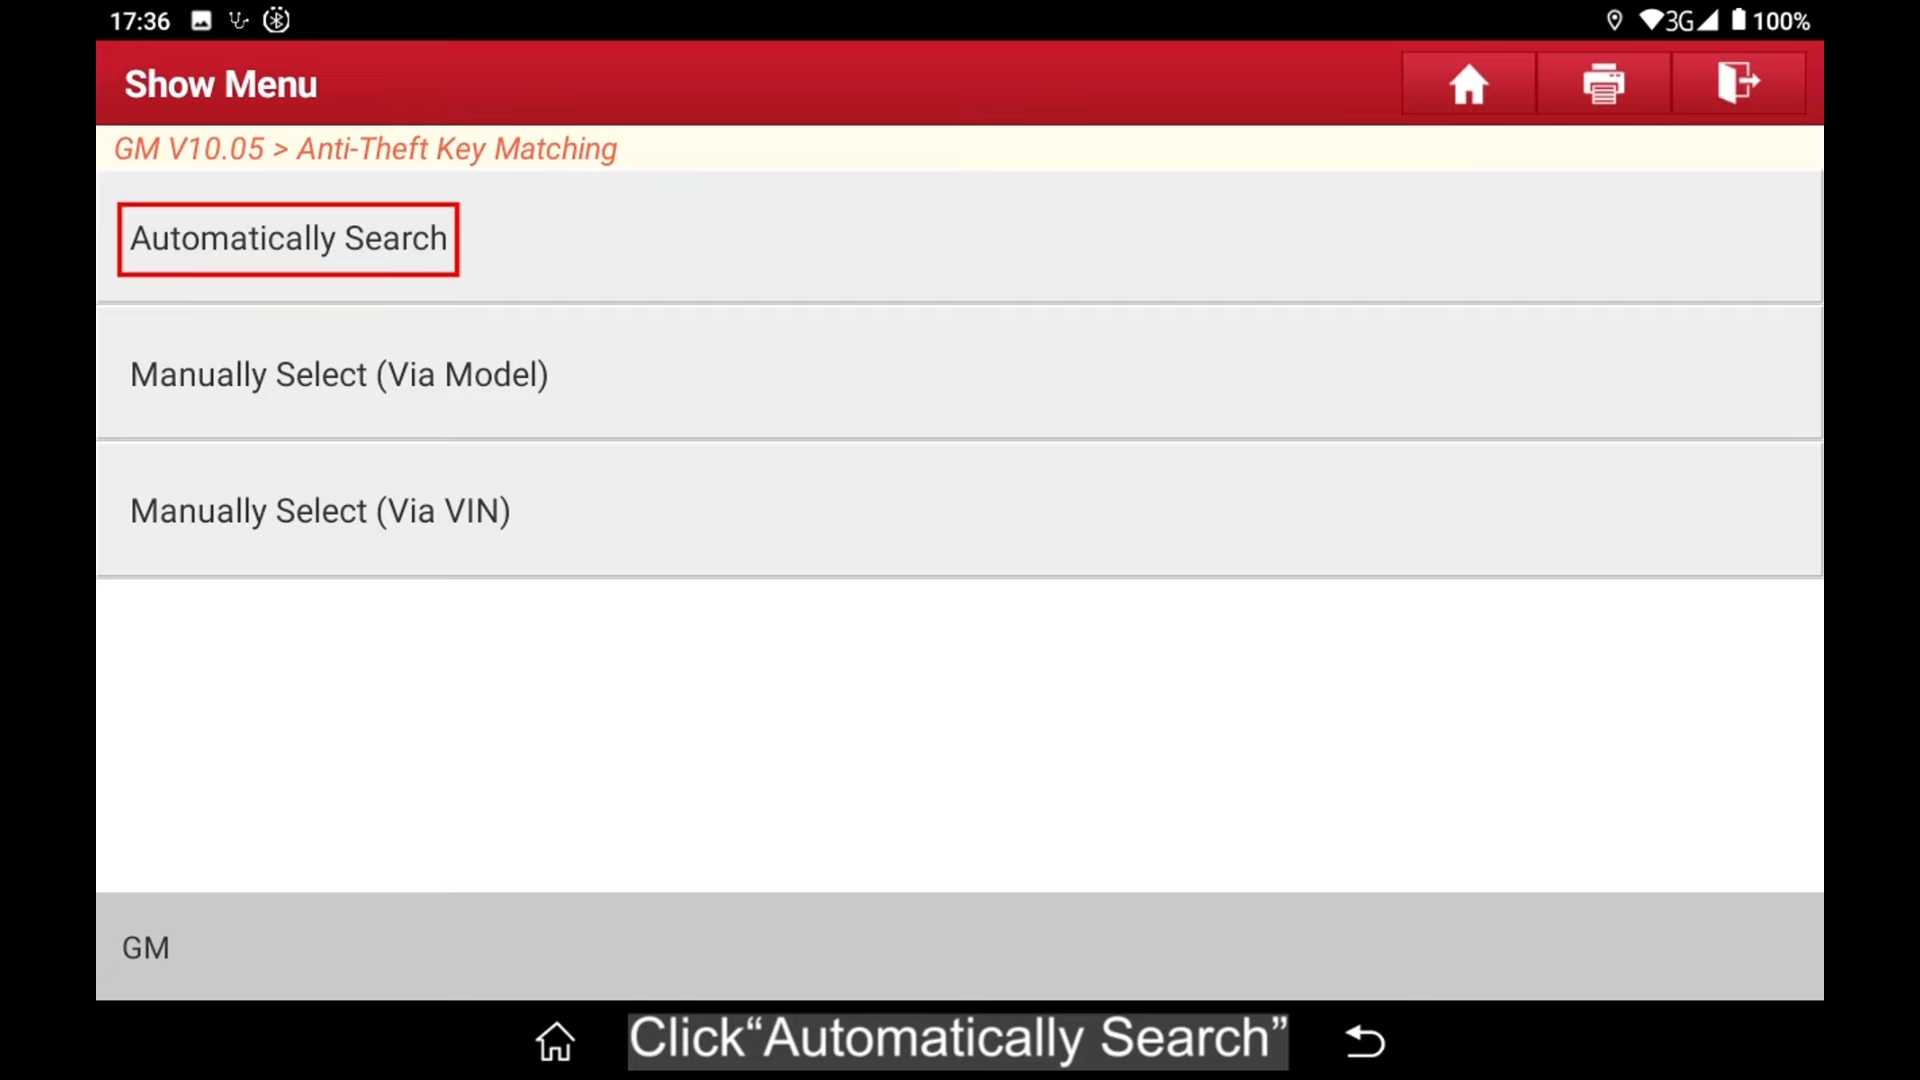 17:36
3G
100%
Show Menu
GM V10.05 > Anti-Theft Key Matching
Automatically Search
Manually Select (Via Model)
Manually Select (Via VIN)
GM
Click“Automatically Search”